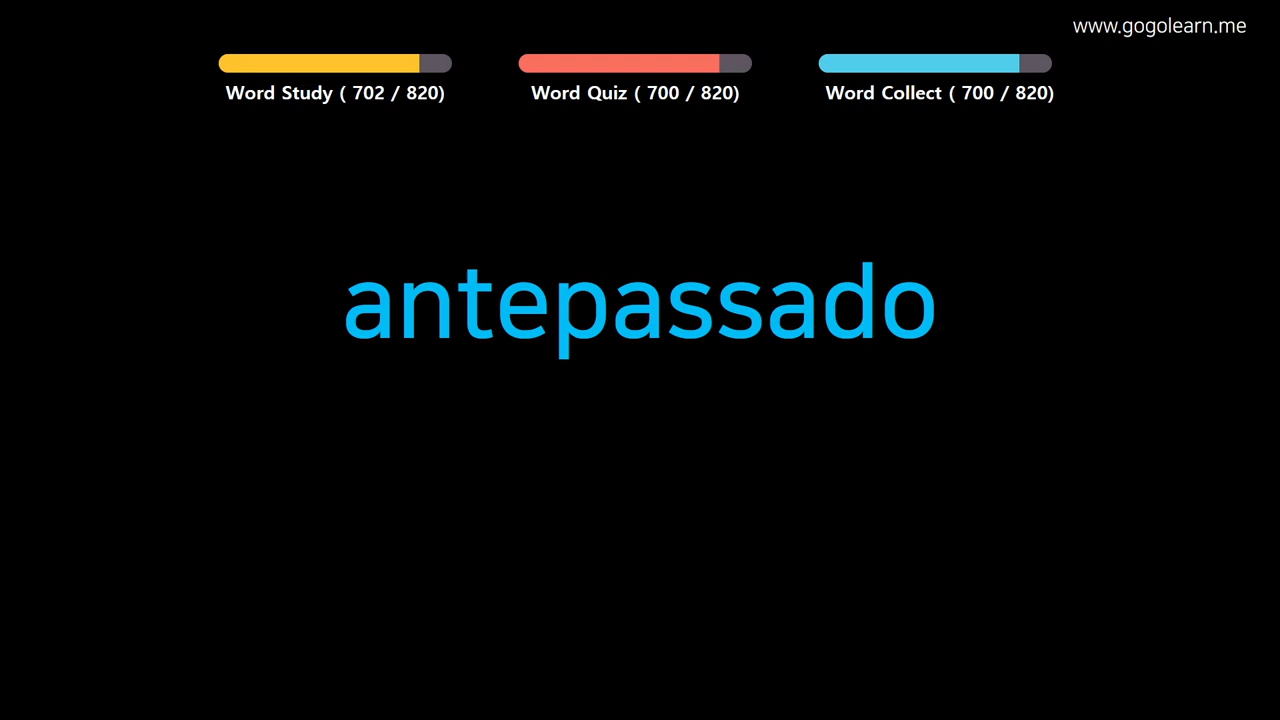 www.gogolearn.me
Word Study ( 702 / 820)
Word Quiz ( 700 / 820)
Word Collect ( 700 / 820)
antepassado